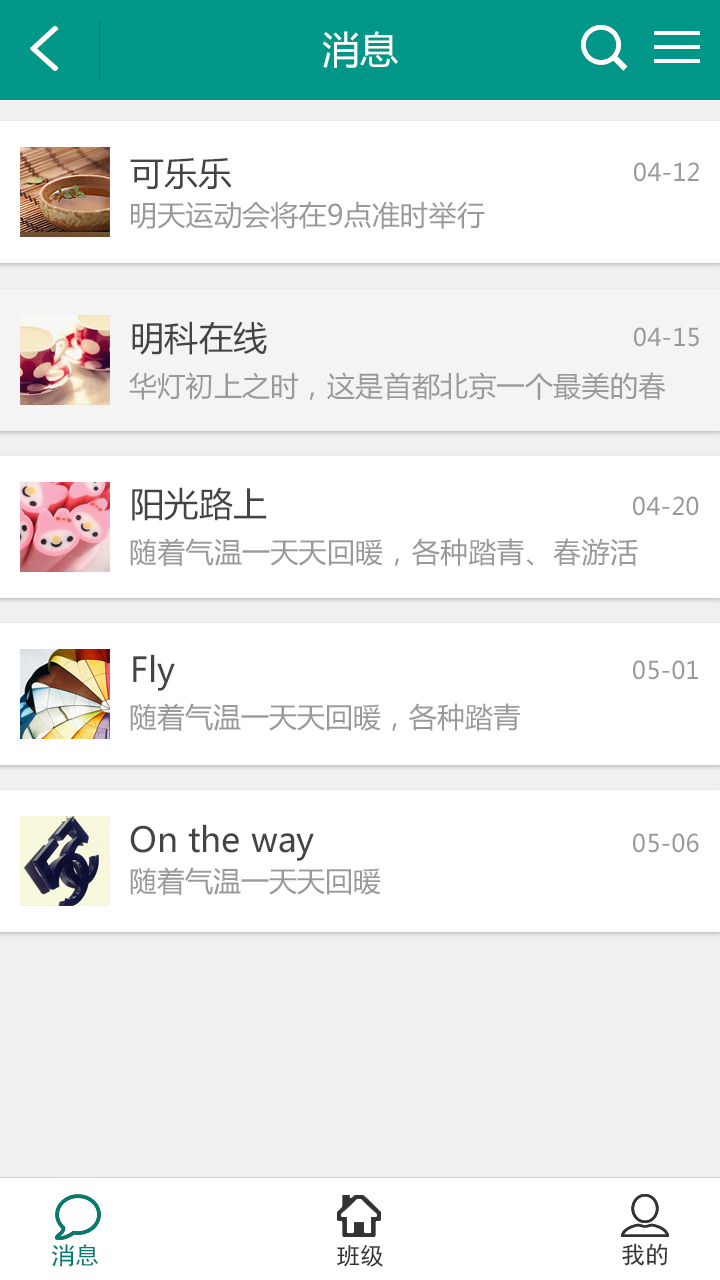 消息
可乐乐
04-12
明天运动会将在9点准时举行
明科在线
04-15
华灯初上之时，这是首都北京一个最美的春
阳光路上
04-20
随着气温一天天回暖，各种踏青、春游活
Fly
05-01
随着气温一天天回暖，各种踏青
On the way
05-06
随着气温一天天回暖
消息
班级
我的